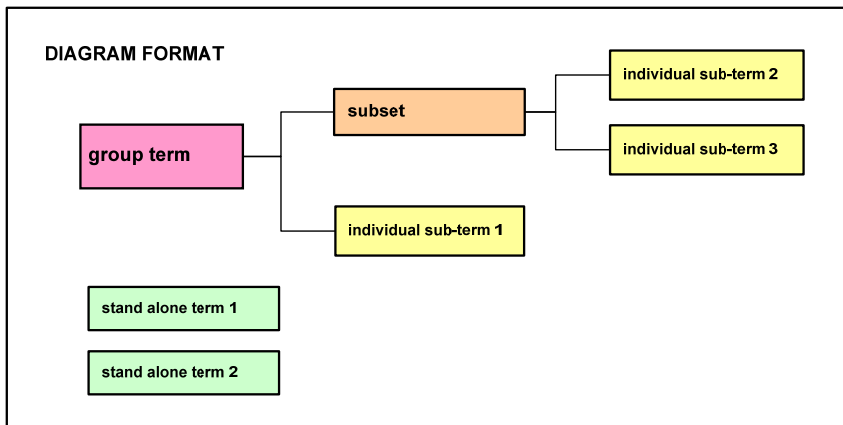 DIAGRAM FORMAT
group term
subset
individual sub-term 1
individual sub-term 2
individual sub-term 3
stand alone term 1
stand alone term 2